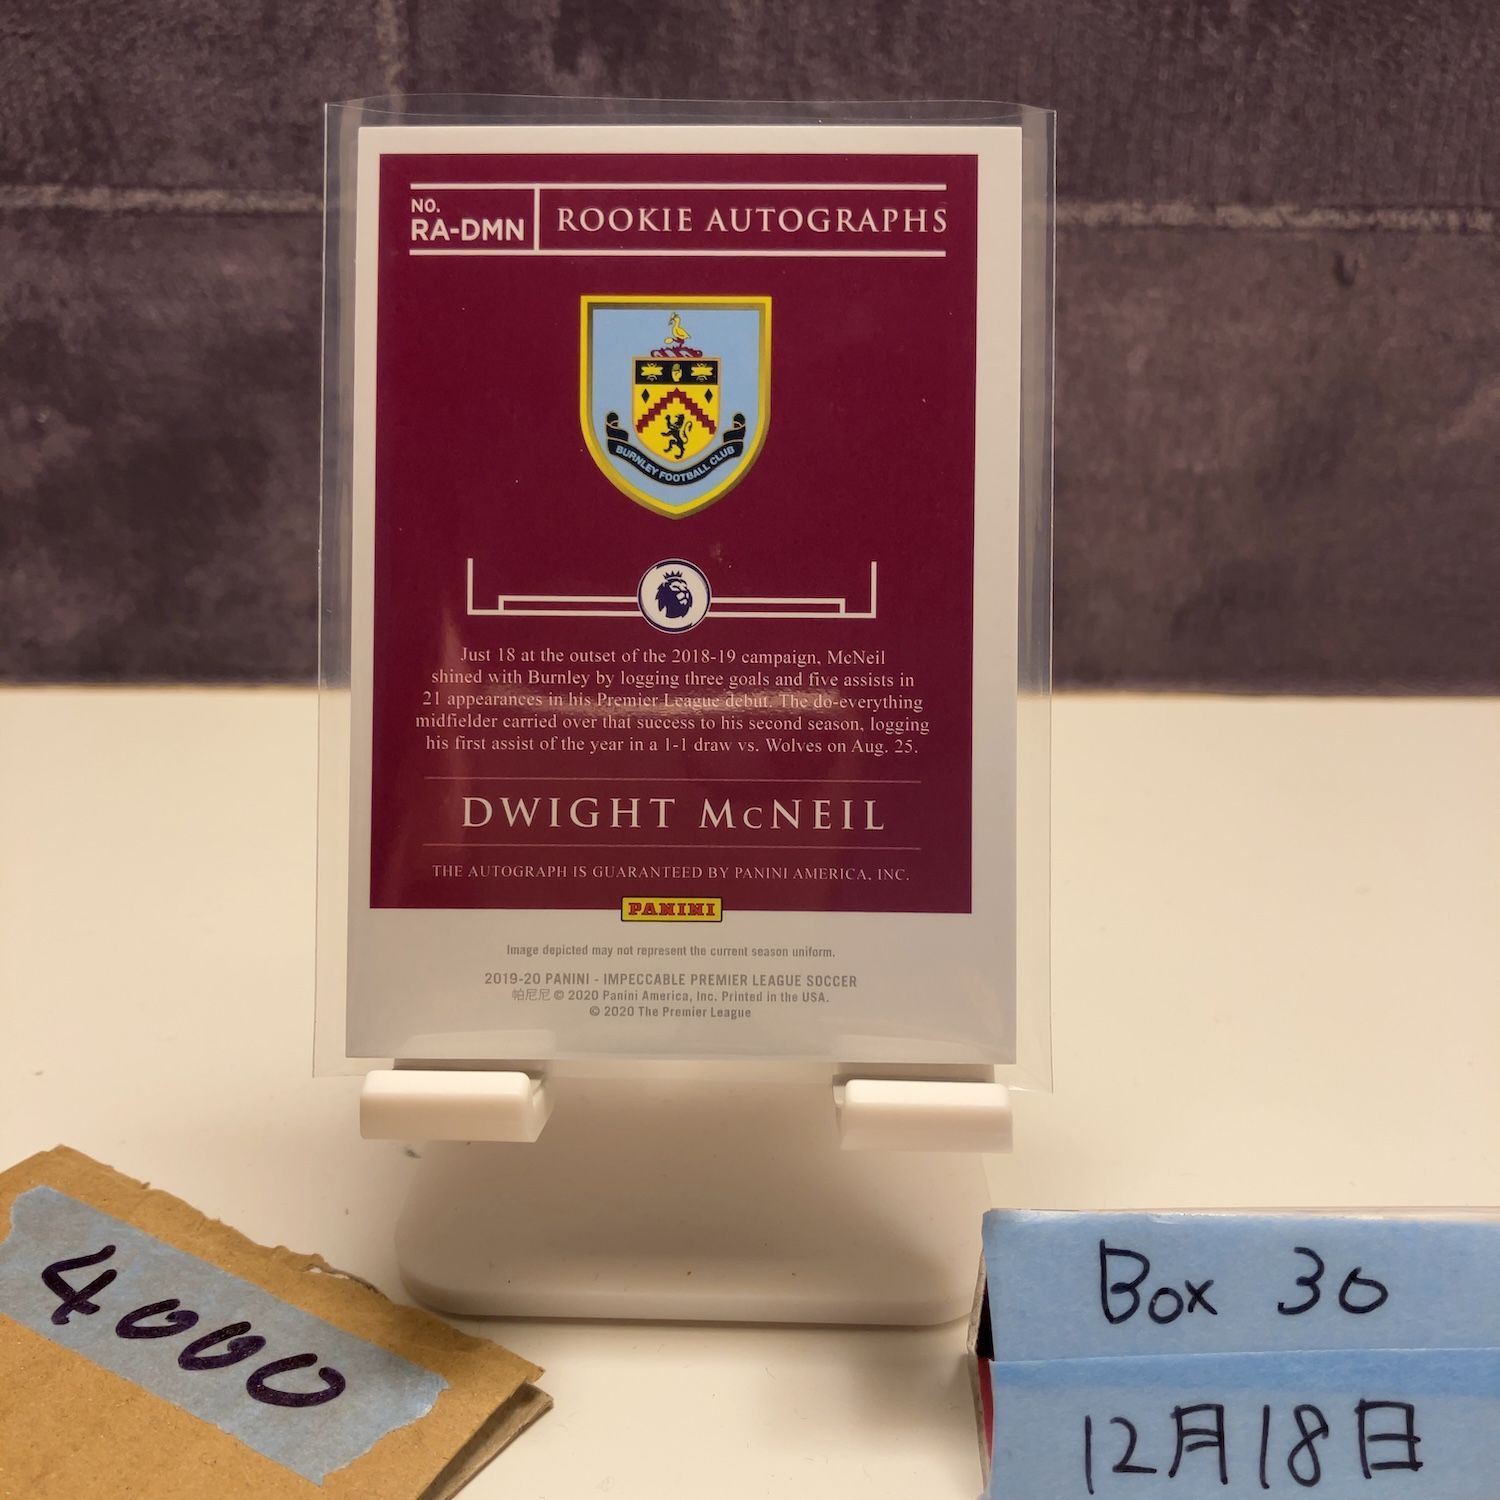 NO.
RA-DMN
ROOKIE AUTOGRAPHS
BURNLEY FOOTBALL CLUB
Just 18 at the outset of the 2018-19 campaign, McNeil
shined with Burnley by logging three goals and five assists in
21 appearances in his Premier League debut. The do-everything
midfielder carried over that success to his second season, logging
his first assist of the year in a 1-1 draw vs. Wolves on Aug. 25.
DWIGHT McNEIL
THE AUTOGRAPH IS GUARANTEED BY PANINI AMERICA, INC.
PANINI
Image depicted may not represent the current season uniform.
2019-20 PANINI - IMPECCABLE PREMIER LEAGUE SOCCER
帕尼尼 © 2020 Panini America, Inc. Printed in the USA.
© 2020 The Premier League
4000
Box 30
12月18日